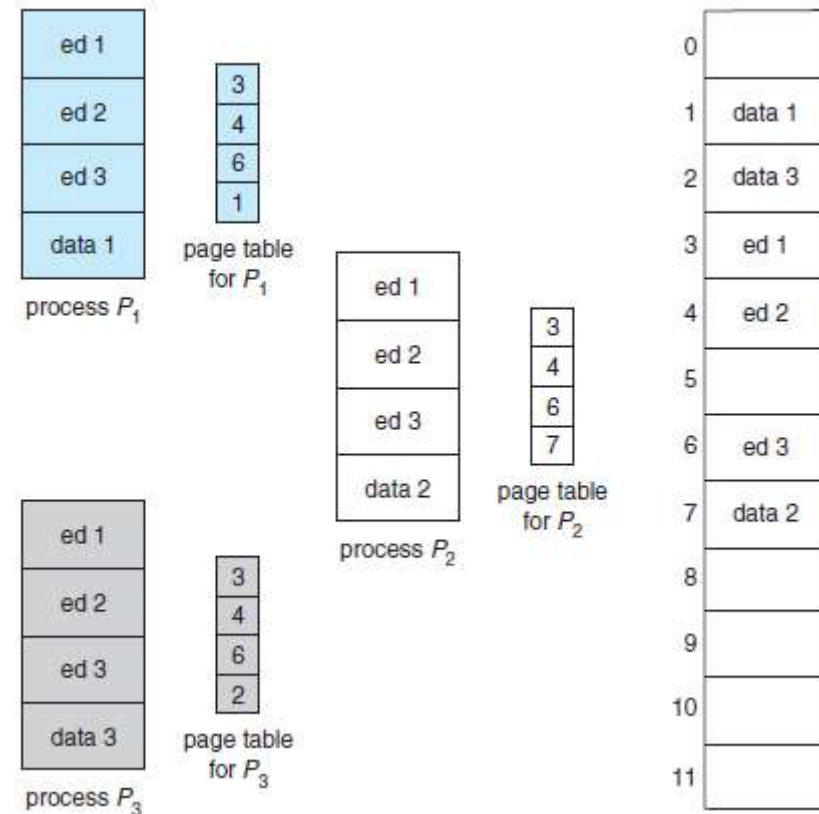 ed 1
ed 2
ed 3
data 1
process P1
3
4
6
1
page table
for P1
ed 1
ed 2
ed 3
data 2
process P2
3
4
6
7
page table
for P2
ed 1
ed 2
ed 3
data 3
process P3
3
4
6
2
page table
for P3
0
1 data 1
2 data 3
3 ed 1
4 ed 2
5
6 ed 3
7 data 2
8
9
10
11